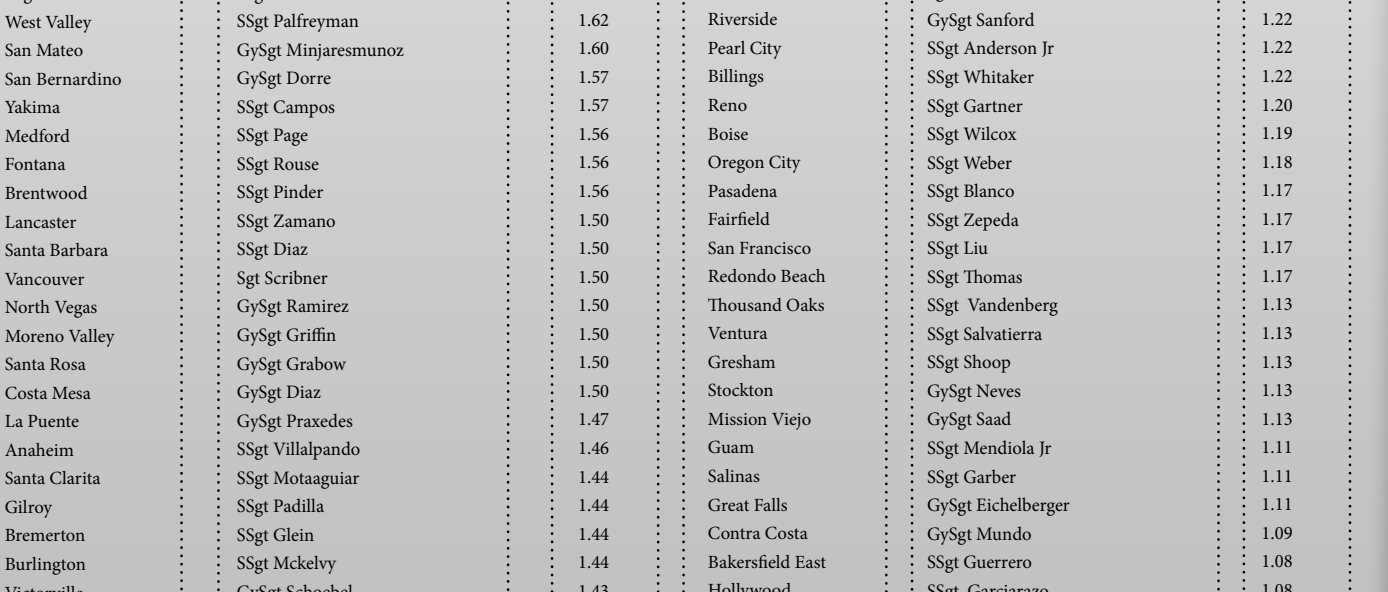 West Valley SSgt Palfreyman 1.62 Riverside GySgt Sanford 1.22
San Mateo GySgt Minjaresmunoz 1.60 Pearl City SSgt Anderson Jr 1.22
San Bernardino GySgt Dorre 1.57 Billings SSgt Whitaker 1.22
Yakima SSgt Campos 1.57 Reno SSgt Gartner 1.20
Medford SSgt Page 1.56 Boise SSgt Wilcox 1.19
Fontana SSgt Rouse 1.56 Oregon City SSgt Weber 1.18
Brentwood SSgt Pinder 1.56 Pasadena SSgt Blanco 1.17
Lancaster SSgt Zamano 1.50 Fairfield SSgt Zepeda 1.17
Santa Barbara SSgt Diaz 1.50 San Francisco SSgt Liu 1.17
Vancouver Sgt Scribner 1.50 Redondo Beach SSgt Thomas 1.17
North Vegas GySgt Ramirez 1.50 Thousand Oaks SSgt Vandenberg 1.13
Moreno Valley GySgt Griffin 1.50 Ventura SSgt Salvatierra 1.13
Santa Rosa GySgt Grabow 1.50 Gresham SSgt Shoop 1.13
Costa Mesa GySgt Diaz 1.50 Stockton GySgt Neves 1.13
La Puente GySgt Praxedes 1.47 Mission Viejo GySgt Saad 1.13
Anaheim SSgt Villalpando 1.46 Guam SSgt Mendiola Jr 1.11
Santa Clarita SSgt Motaaguiar 1.44 Salinas SSgt Garber 1.11
Gilroy SSgt Padilla 1.44 Great Falls GySgt Eichelberger 1.11
Bremerton SSgt Glein 1.44 Contra Costa GySgt Mundo 1.09
Burlington SSgt Mckelvy 1.44 Bakersfield East SSgt Guerrero 1.08
Victorville GySgt Schoebel 1.43 Hollywood SSgt Garciarazo 1.08